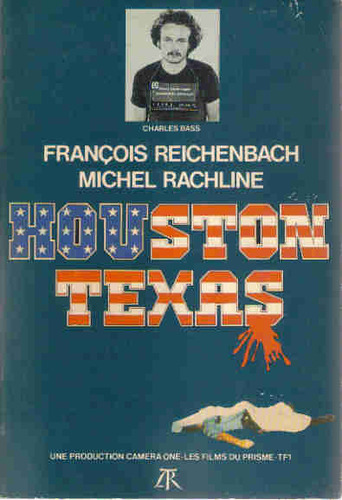 CHARLES BASS
FRANÇOIS REICHENBACH
MICHEL RACHLINE
HOUSTON
TEXAS
UNE PRODUCTION CAMERA ONE-LES FILMS DU PRISME-TF1